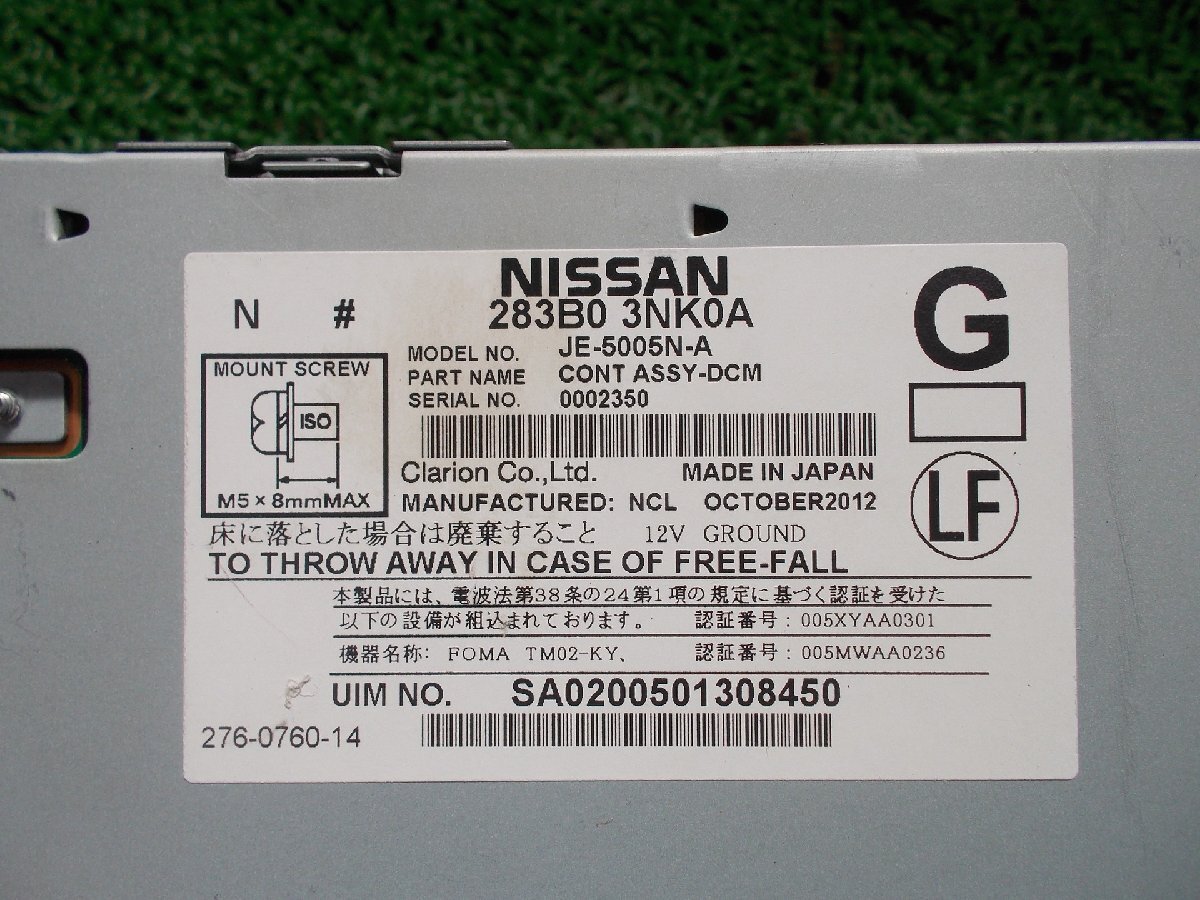 NISSAN
N # 283B0 3NK0A G
MODEL NO. JE-5005N-A
PART NAME CONT ASSY-DCM
SERIAL NO. 0002350
MOUNT SCREW
ISO
M5×8mmMAX
Clarion Co.,Ltd. MADE IN JAPAN
MANUFACTURED: NCL OCTOBER2012
LF
床に落とした場合は廃棄すること 12V GROUND
TO THROW AWAY IN CASE OF FREE-FALL
本製品には、電波法第38条の24第1項の規定に基づく認証を受けた
以下の設備が組込まれております。 認証番号：005XYAA0301
機器名称： FOMA TM02-KY、 認証番号：005MWAA0236
UIM NO. SA0200501308450
276-0760-14